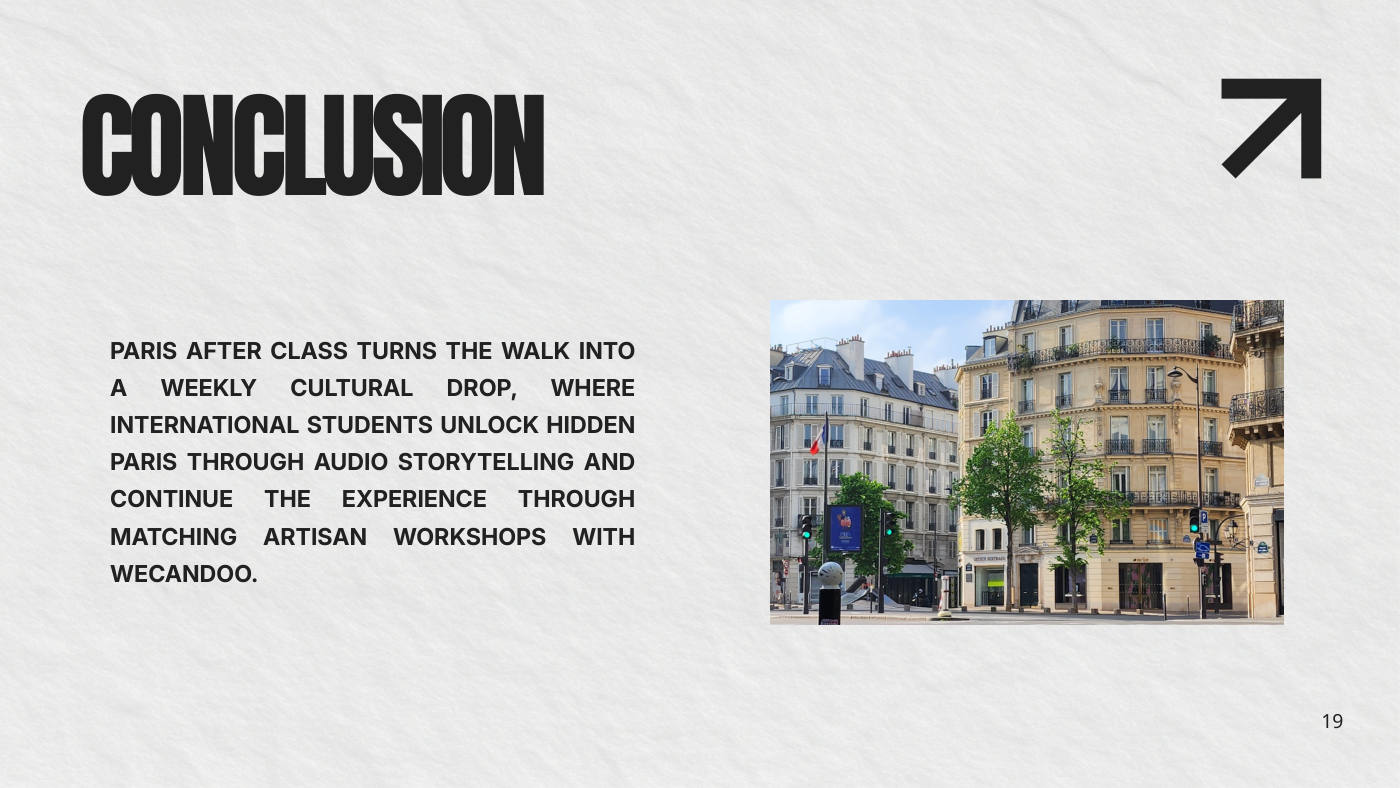 CONCLUSION
PARIS AFTER CLASS TURNS THE WALK INTO
A WEEKLY CULTURAL DROP, WHERE
INTERNATIONAL STUDENTS UNLOCK HIDDEN
PARIS THROUGH AUDIO STORYTELLING AND
CONTINUE THE EXPERIENCE THROUGH
MATCHING ARTISAN WORKSHOPS WITH
WECANDOO.
P
19